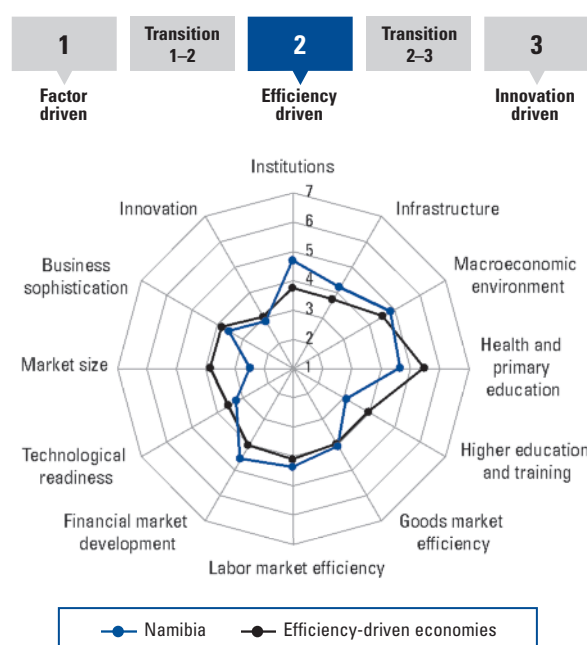 1
Transition
1–2
2
Transition
2–3
3
Factor
driven
Efficiency
driven
Innovation
driven
Institutions
7
Innovation
Infrastructure
6
5
Business
sophistication
Macroeconomic
environment
4
3
Market size
2
1
Health and
primary
education
Technological
readiness
Higher education
and training
Financial market
development
Goods market
efficiency
Labor market efficiency
Namibia
Efficiency-driven economies